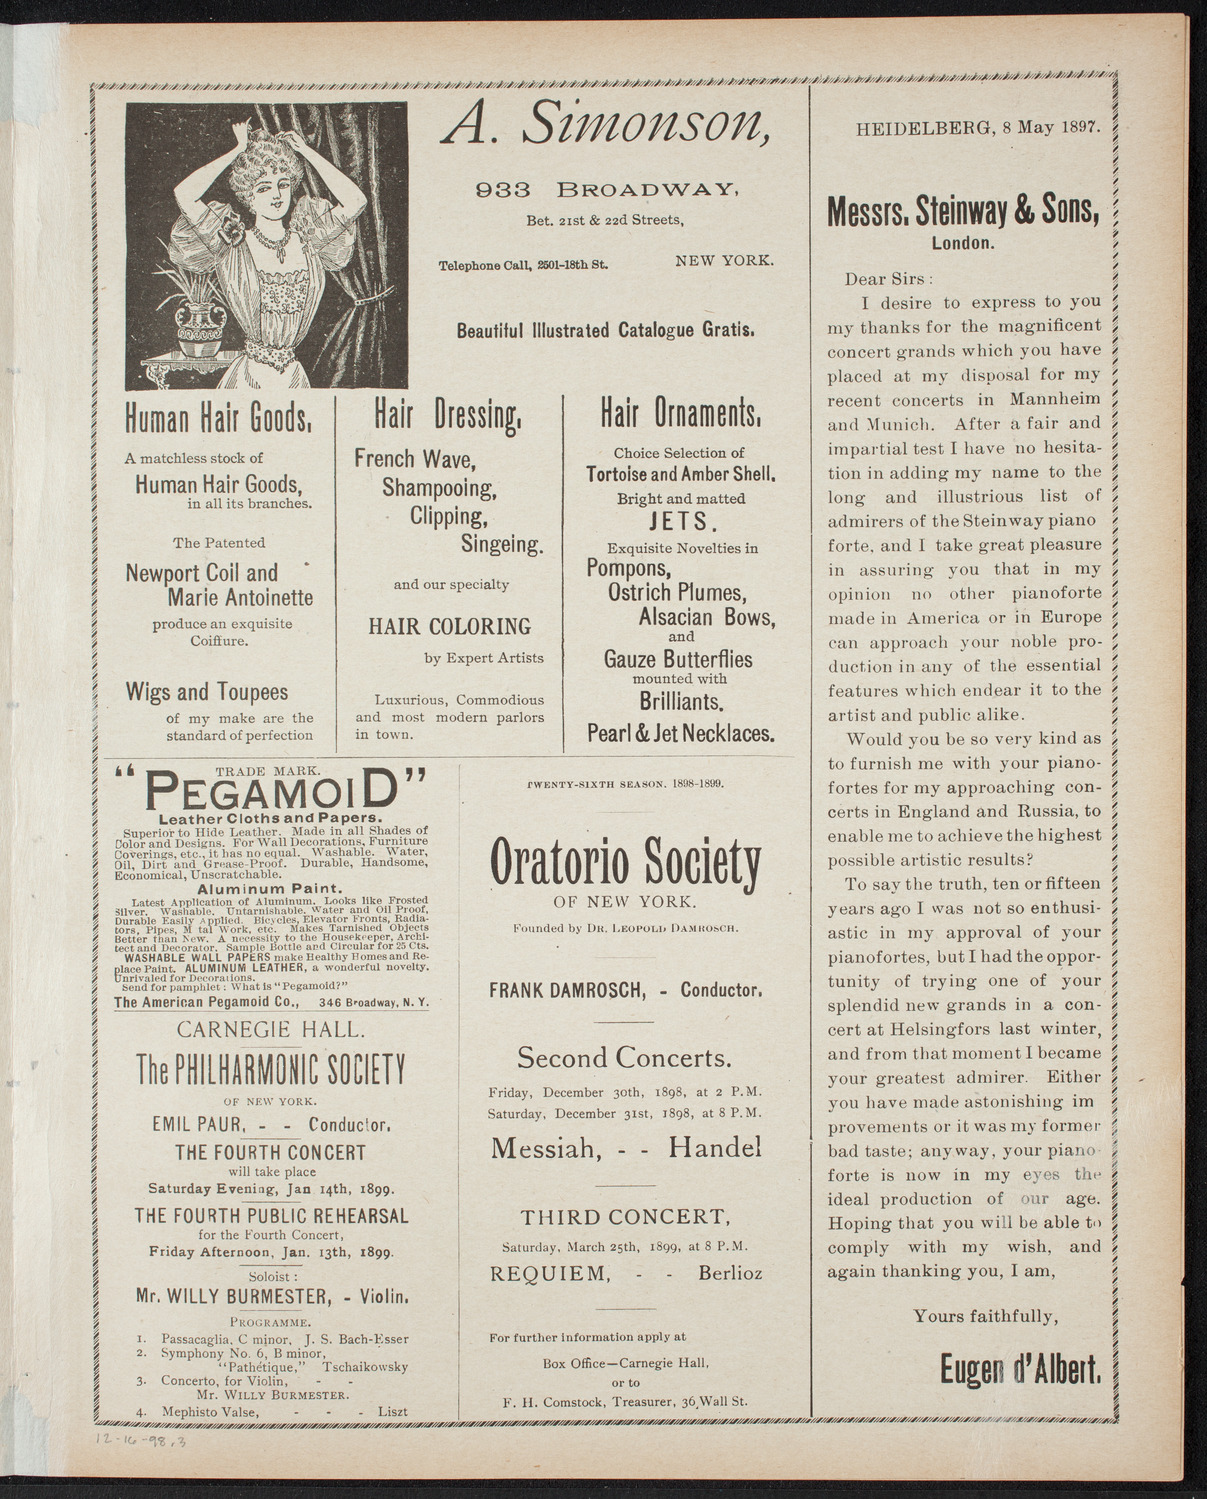 A. Simonson,
933 BROADWAY,
Bet. 21st & 22d Streets,
Telephone Call, 2501-18th St. NEW YORK.
Beautiful Illustrated Catalogue Gratis.
Human Hair Goods,
A matchless stock of
Human Hair Goods,
in all its branches.
The Patented
Newport Coil and
Marie Antoinette
produce an exquisite
Coiffure.
Wigs and Toupees
of my make are the
standard of perfection
Hair Dressing,
French Wave,
Shampooing,
Clipping,
Singeing.
and our specialty
HAIR COLORING
by Expert Artists
Luxurious, Commodious
and most modern parlors
in town.
Hair Ornaments,
Choice Selection of
Tortoise and Amber Shell.
Bright and matted
JETS.
Exquisite Novelties in
Pompons,
Ostrich Plumes,
Alsacian Bows,
and
Gauze Butterflies
mounted with
Brilliants.
Pearl & Jet Necklaces.
TRADE MARK.
"PEGAMOID"
Leather Cloths and Papers.
Superior to Hide Leather. Made in all Shades of
Color and Designs. For Wall Decorations, Furniture
Coverings, etc., it has no equal. Washable. Water,
Oil, Dirt and Grease-Proof. Durable, Handsome,
Economical, Unscratchable.
Aluminum Paint.
Latest Application of Aluminum. Looks like Frosted
Silver. Washable. Untarnishable. Water and Oil Proof,
Durable Easily Applied. Bicycles, Elevator Fronts, Radia-
tors, Pipes, M tal Work, etc. Makes Tarnished Objects
Better than New. A necessity to the Housekeeper, Archi-
tect and Decorator. Sample Bottle and Circular for 25 Cts.
WASHABLE WALL PAPERS make Healthy Homes and Re-
place Paint. ALUMINUM LEATHER, a wonderful novelty.
Unrivaled for Decorations.
Send for pamphlet: What is "Pegamoid?"
The American Pegamoid Co., 346 Broadway, N. Y.
CARNEGIE HALL.
The PHILHARMONIC SOCIETY
OF NEW YORK.
EMIL PAUR, - - Conductor.
THE FOURTH CONCERT
will take place
Saturday Evening, Jan 14th, 1899.
THE FOURTH PUBLIC REHEARSAL
for the Fourth Concert,
Friday Afternoon, Jan. 13th, 1899.
Soloist:
Mr. WILLY BURMESTER, - Violin.
PROGRAMME.
1. Passacaglia, C minor, J. S. Bach-Esser
2. Symphony No. 6, B minor,
"Pathétique," Tschaikowsky
3. Concerto, for Violin, - -
Mr. WILLY BURMESTER.
4. Mephisto Valse, - - - Liszt
TWENTY-SIXTH SEASON. 1898-1899.
Oratorio Society
OF NEW YORK.
Founded by DR. LEOPOLD DAMROSCH.
FRANK DAMROSCH, - Conductor.
Second Concerts.
Friday, December 30th, 1898, at 2 P.M.
Saturday, December 31st, 1898, at 8 P.M.
Messiah, - - Handel
THIRD CONCERT,
Saturday, March 25th, 1899, at 8 P.M.
REQUIEM, - - Berlioz
For further information apply at
Box Office—Carnegie Hall,
or to
F. H. Comstock, Treasurer, 36 Wall St.
HEIDELBERG, 8 May 1897.
Messrs. Steinway & Sons,
London.
Dear Sirs:
I desire to express to you
my thanks for the magnificent
concert grands which you have
placed at my disposal for my
recent concerts in Mannheim
and Munich. After a fair and
impartial test I have no hesita-
tion in adding my name to the
long and illustrious list of
admirers of the Steinway piano
forte, and I take great pleasure
in assuring you that in my
opinion no other pianoforte
made in America or in Europe
can approach your noble pro-
duction in any of the essential
features which endear it to the
artist and public alike.
Would you be so very kind as
to furnish me with your piano-
fortes for my approaching con-
certs in England and Russia, to
enable me to achieve the highest
possible artistic results?
To say the truth, ten or fifteen
years ago I was not so enthusi-
astic in my approval of your
pianofortes, but I had the oppor-
tunity of trying one of your
splendid new grands in a con-
cert at Helsingfors last winter,
and from that moment I became
your greatest admirer. Either
you have made astonishing im
provements or it was my former
bad taste; anyway, your piano-
forte is now in my eyes the
ideal production of our age.
Hoping that you will be able to
comply with my wish, and
again thanking you, I am,
Yours faithfully,
Eugen d'Albert.
12-16-98.3